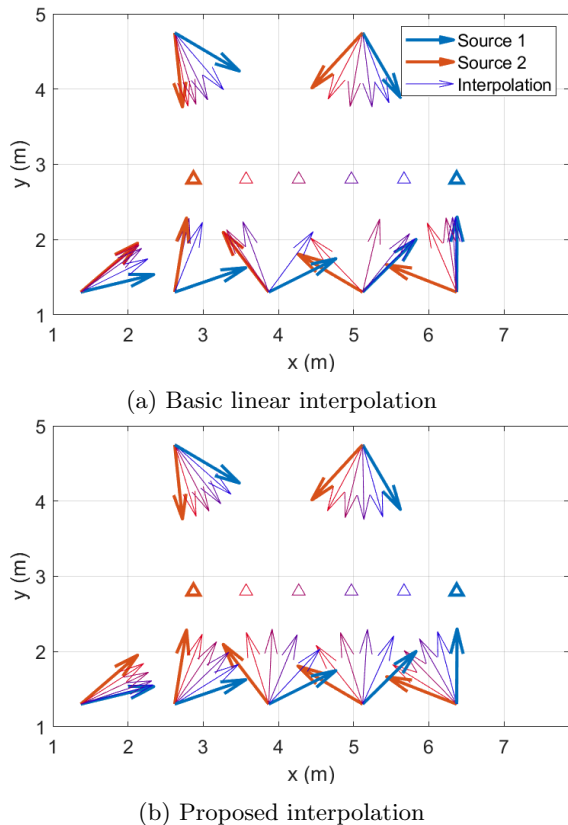 5
4
3
2
1
y (m)
Source 1
Source 2
Interpolation
1 2 3 4 5 6 7
x (m)
(a) Basic linear interpolation
5
4
3
2
1
y (m)
1 2 3 4 5 6 7
x (m)
(b) Proposed interpolation